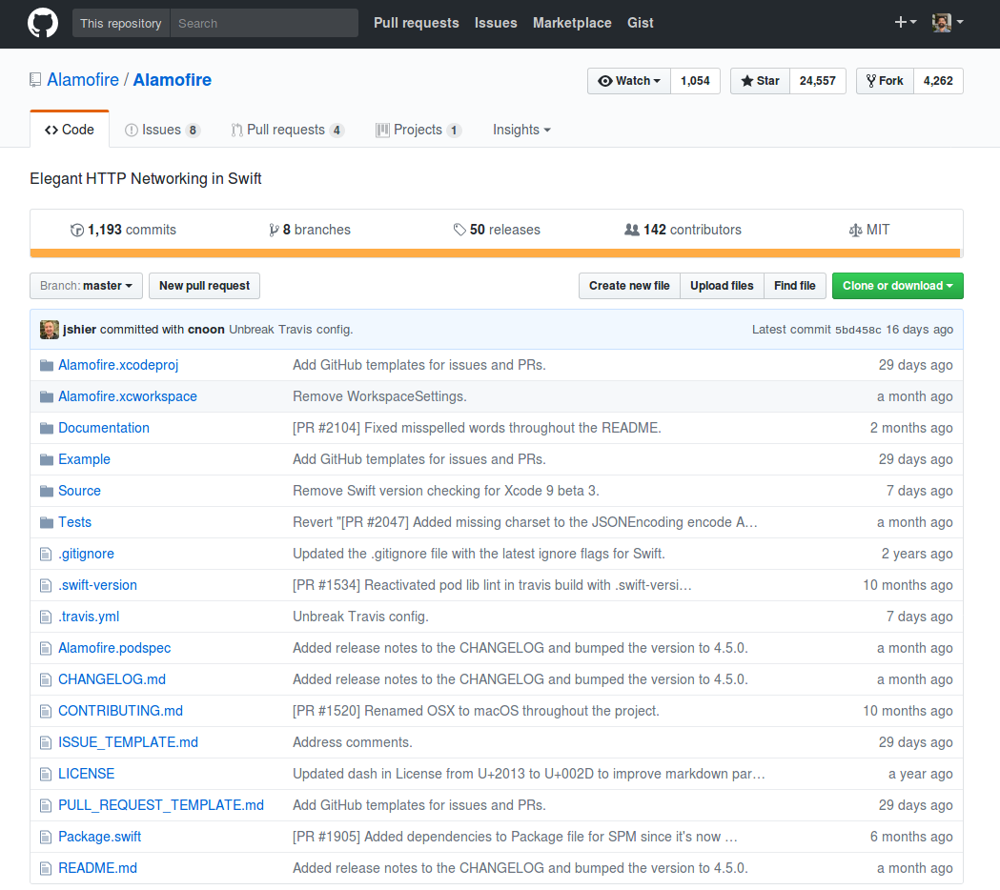 This repository Search Pull requests Issues Marketplace Gist
Alamofire / Alamofire Watch 1,054 Star 24,557 Fork 4,262
Code Issues 8 Pull requests 4 Projects 1 Insights
Elegant HTTP Networking in Swift
1,193 commits 8 branches 50 releases 142 contributors MIT
Branch: master New pull request Create new file Upload files Find file Clone or download
jshier committed with cnoon Unbreak Travis config. Latest commit 5bd458c 16 days ago
Alamofire.xcodeproj Add GitHub templates for issues and PRs. 29 days ago
Alamofire.xcworkspace Remove WorkspaceSettings. a month ago
Documentation [PR #2104] Fixed misspelled words throughout the README. 2 months ago
Example Add GitHub templates for issues and PRs. 29 days ago
Source Remove Swift version checking for Xcode 9 beta 3. 7 days ago
Tests Revert "[PR #2047] Added missing charset to the JSONEncoding encode A… a month ago
.gitignore Updated the .gitignore file with the latest ignore flags for Swift. 2 years ago
.swift-version [PR #1534] Reactivated pod lib lint in travis build with .swift-versi… 10 months ago
.travis.yml Unbreak Travis config. 7 days ago
Alamofire.podspec Added release notes to the CHANGELOG and bumped the version to 4.5.0. a month ago
CHANGELOG.md Added release notes to the CHANGELOG and bumped the version to 4.5.0. a month ago
CONTRIBUTING.md [PR #1520] Renamed OSX to macOS throughout the project. 10 months ago
ISSUE_TEMPLATE.md Address comments. 29 days ago
LICENSE Updated dash in License from U+2013 to U+002D to improve markdown par… a year ago
PULL_REQUEST_TEMPLATE.md Add GitHub templates for issues and PRs. 29 days ago
Package.swift [PR #1905] Added dependencies to Package file for SPM since it's now … 6 months ago
README.md Added release notes to the CHANGELOG and bumped the version to 4.5.0. a month ago